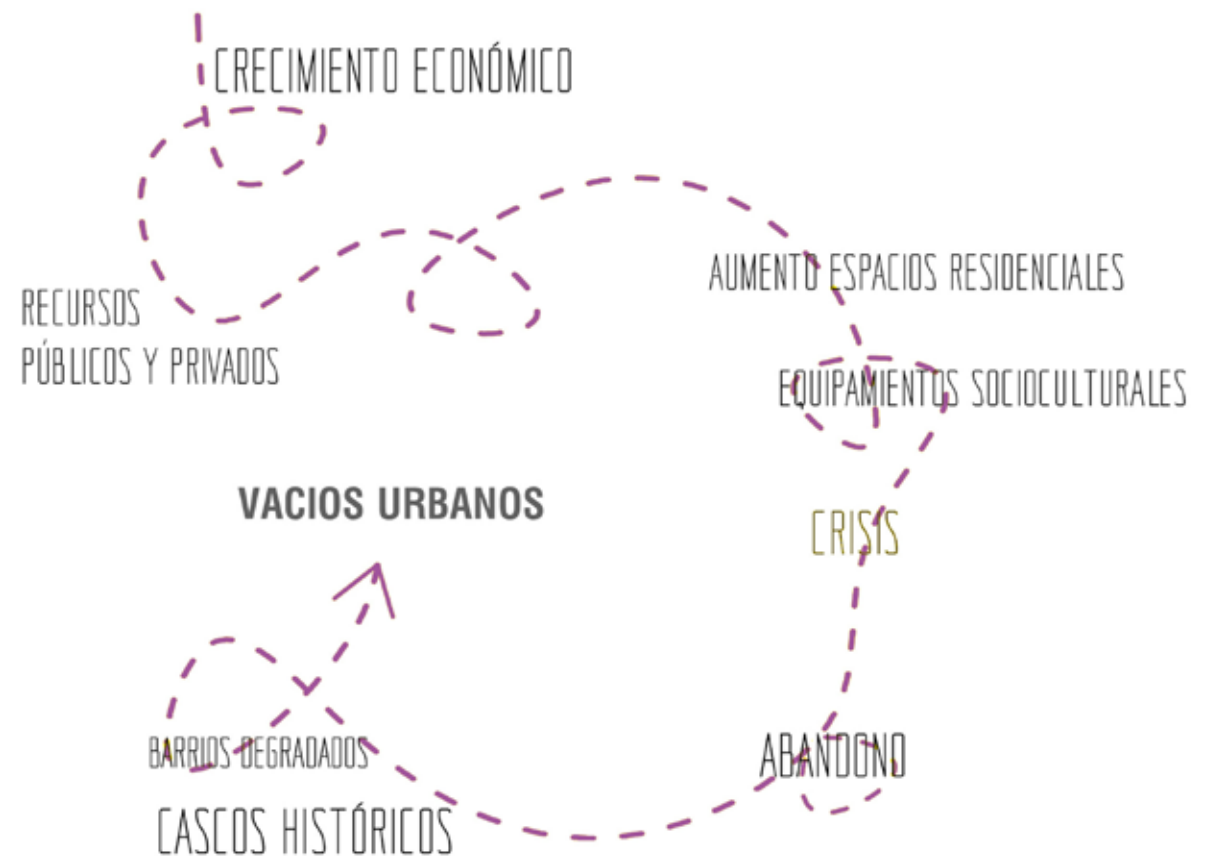 CRECIMIENTO ECONÓMICO
RECURSOS
PÚBLICOS Y PRIVADOS
AUMENTO ESPACIOS RESIDENCIALES
EQUIPAMIENTOS SOCIOCULTURALES
CRISIS
ABANDONO
BARRIOS DEGRADADOS
CASCOS HISTÓRICOS
VACIOS URBANOS